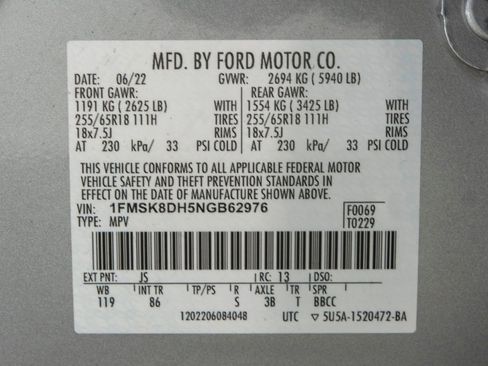 MFD. BY FORD MOTOR CO.
DATE: 06/22 GVWR: 2694 KG ( 5940 LB)
FRONT GAWR: REAR GAWR:
1191 KG ( 2625 LB) WITH 1554 KG ( 3425 LB) WITH
255/65R18 111H TIRES 255/65R18 111H TIRES
18x7.5J RIMS 18x7.5J RIMS
AT 230 kPa/ 33 PSI COLD AT 230 kPa/ 33 PSI COLD
THIS VEHICLE CONFORMS TO ALL APPLICABLE FEDERAL MOTOR
VEHICLE SAFETY AND THEFT PREVENTION STANDARDS IN
EFFECT ON THE DATE OF MANUFACTURE SHOWN ABOVE.
VIN: 1FMSK8DH5NGB62976 F0069
TYPE: MPV T0229
EXT PNT: JS RC: 13 DSO:
WB INT TR TP/PS R AXLE TR SPR
119 86 S 3B T BBCC
1202206084048 UTC ▽ 5U5A-1520472-BA